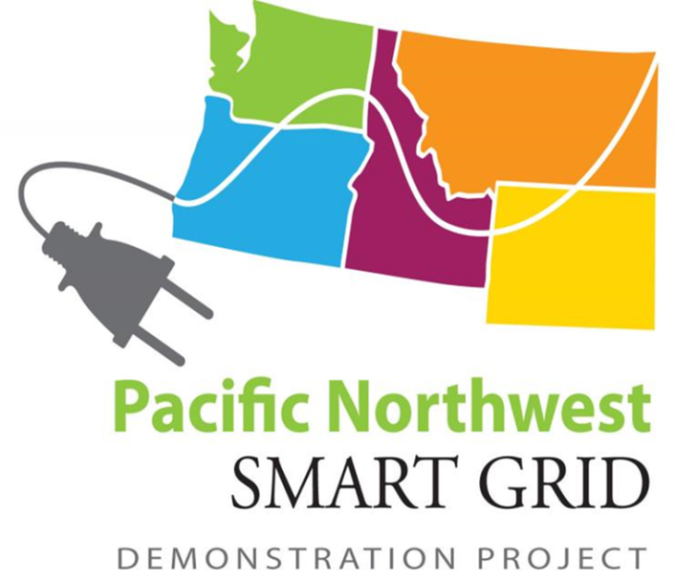 Pacific Northwest
SMART GRID
DEMONSTRATION PROJECT